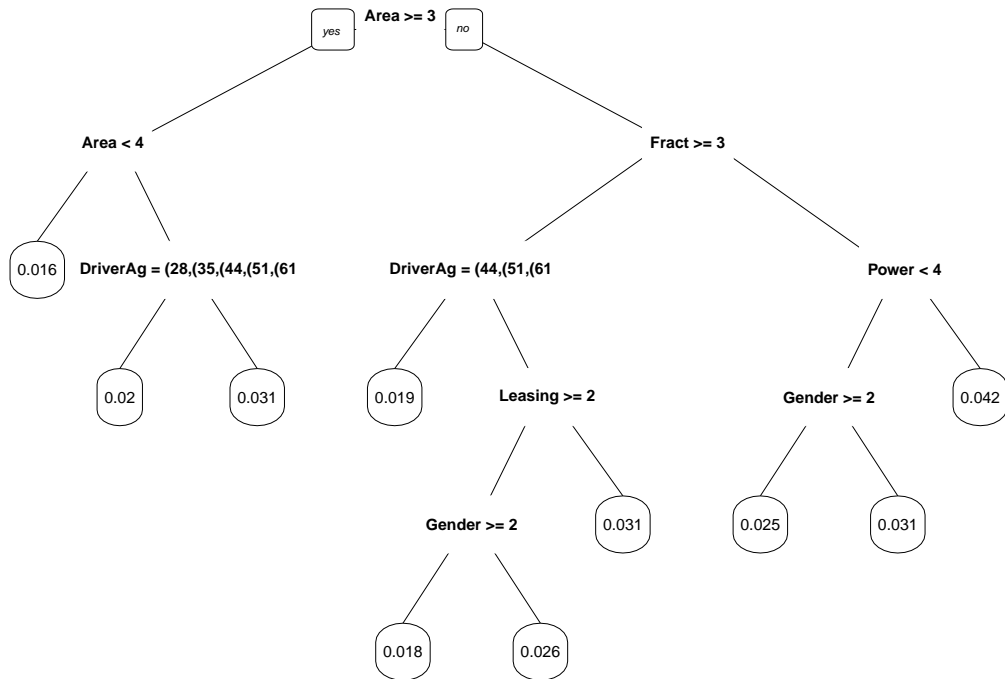 Area >= 3
yes no
Area < 4 Fract >= 3
0.016 DriverAg = (28,(35,(44,(51,(61 DriverAg = (44,(51,(61 Power < 4
0.02 0.031 0.019 Leasing >= 2 Gender >= 2 0.042
Gender >= 2 0.031 0.025 0.031
0.018 0.026